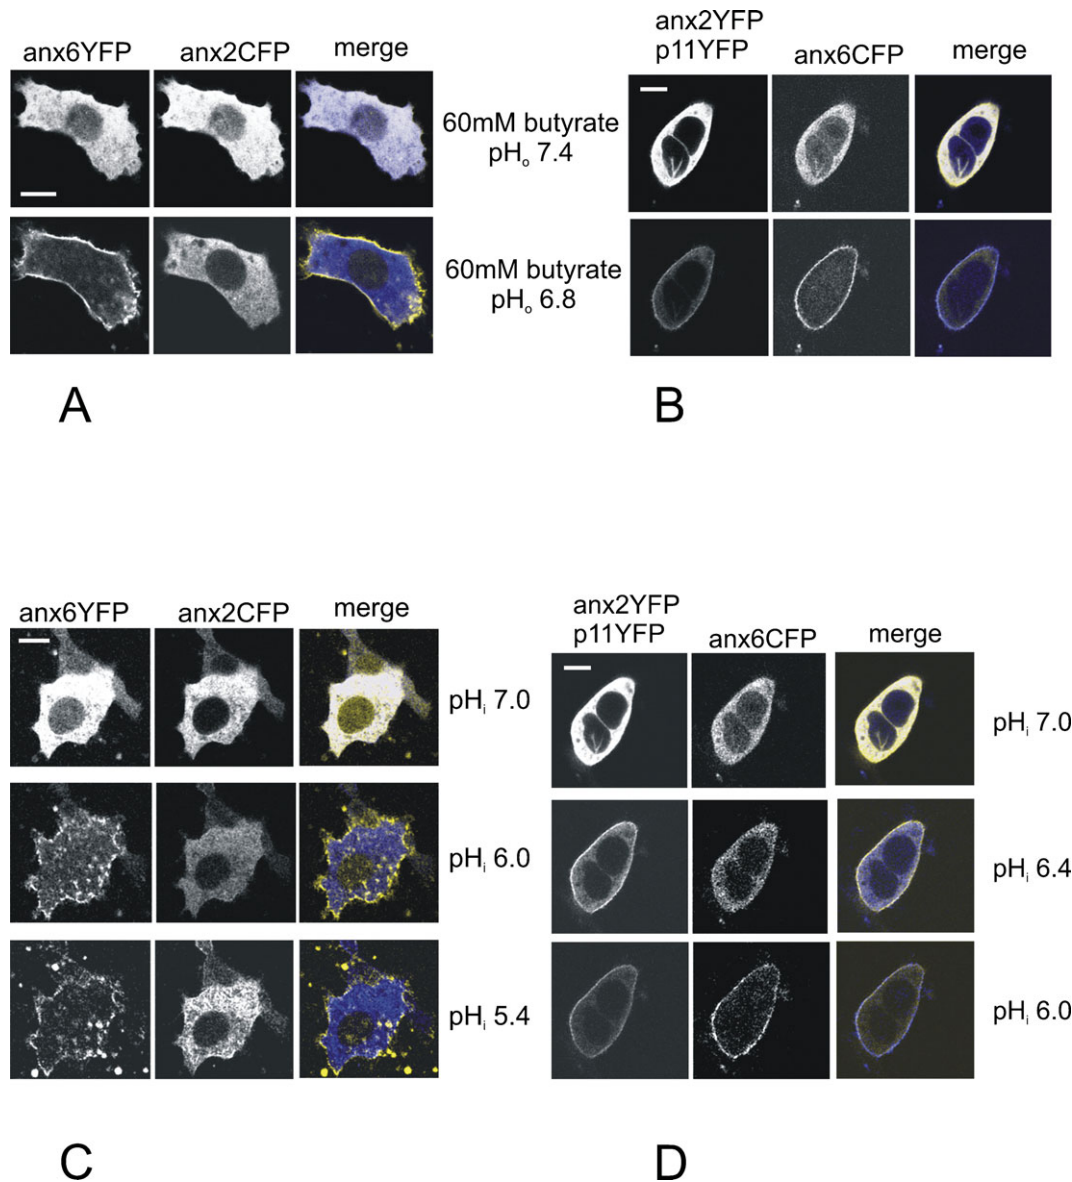 anx6YFP anx2CFP merge
60mM butyrate
pHₒ 7.4
60mM butyrate
pHₒ 6.8
A
anx2YFP
p11YFP anx6CFP merge
B
anx6YFP anx2CFP merge
pHᵢ 7.0
pHᵢ 6.0
pHᵢ 5.4
C
anx2YFP
p11YFP anx6CFP merge
pHᵢ 7.0
pHᵢ 6.4
pHᵢ 6.0
D